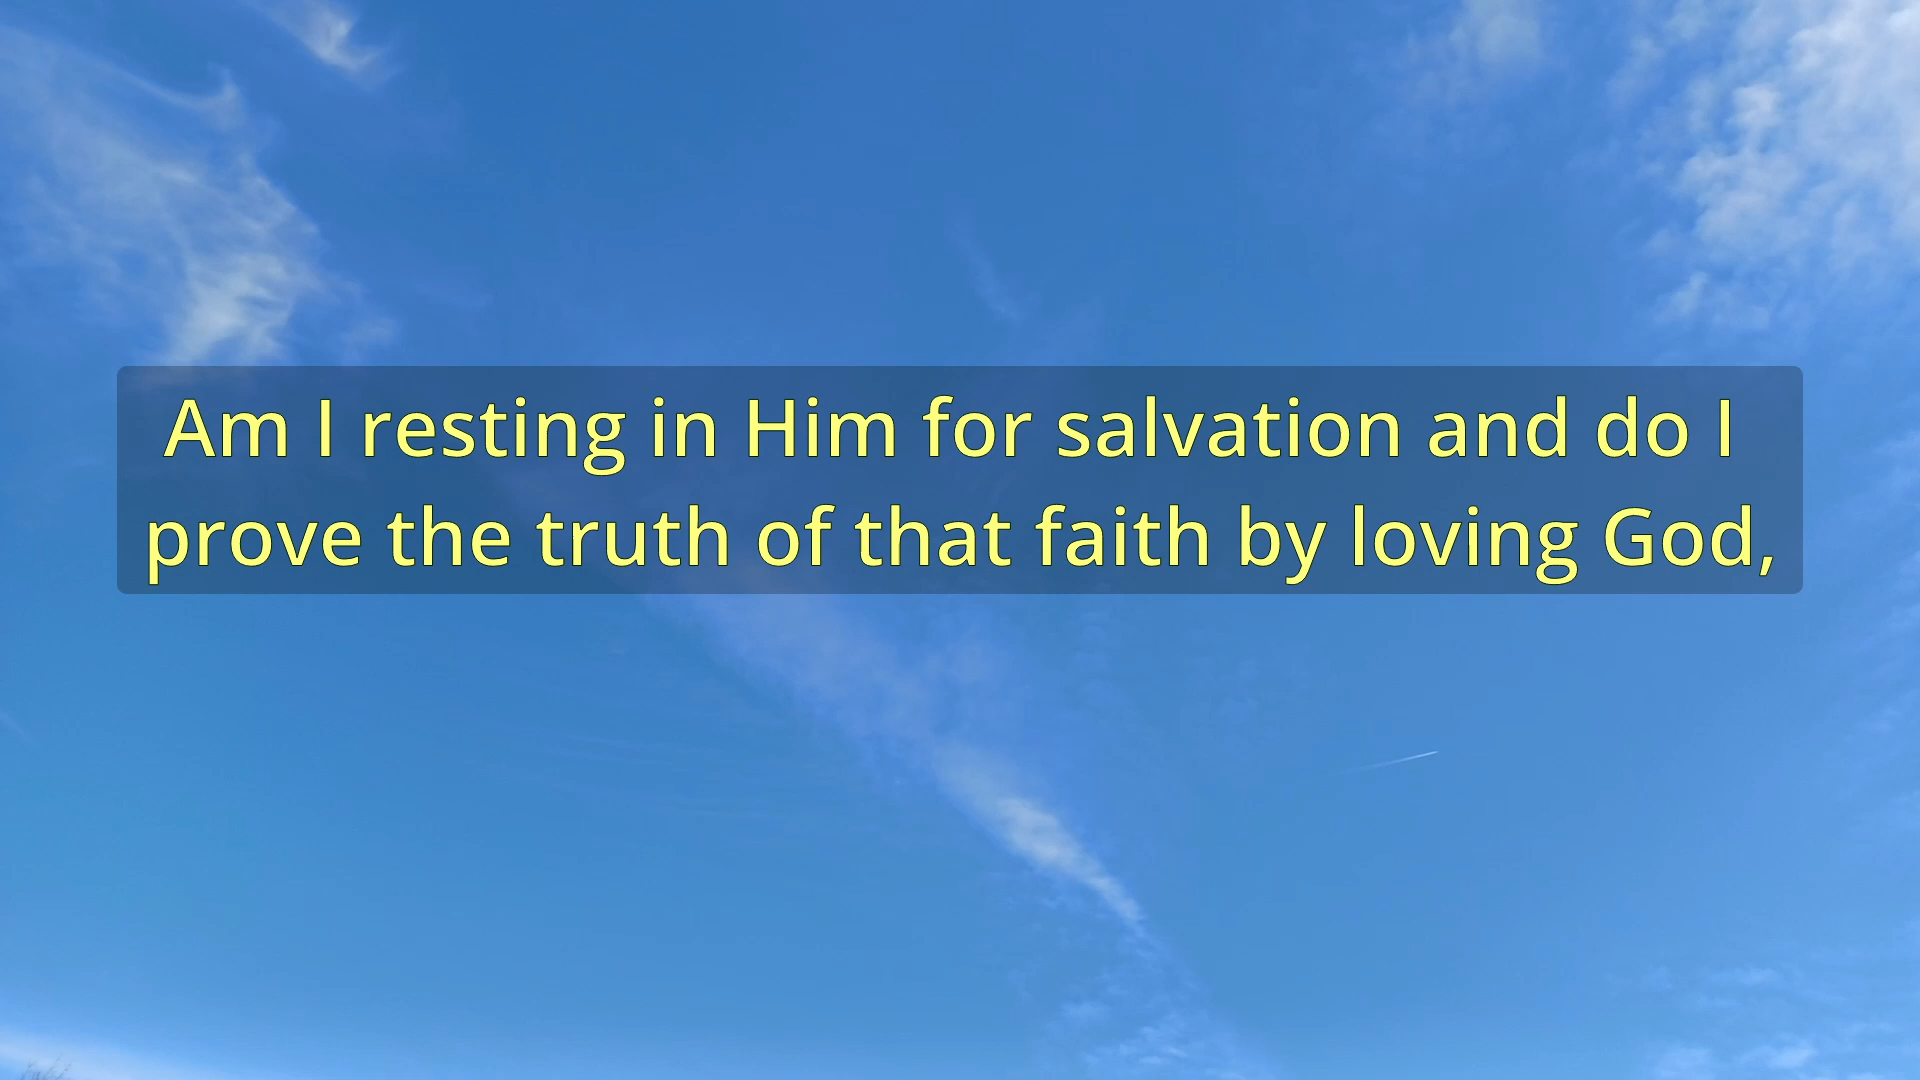 Am I resting in Him for salvation and do I
prove the truth of that faith by loving God,